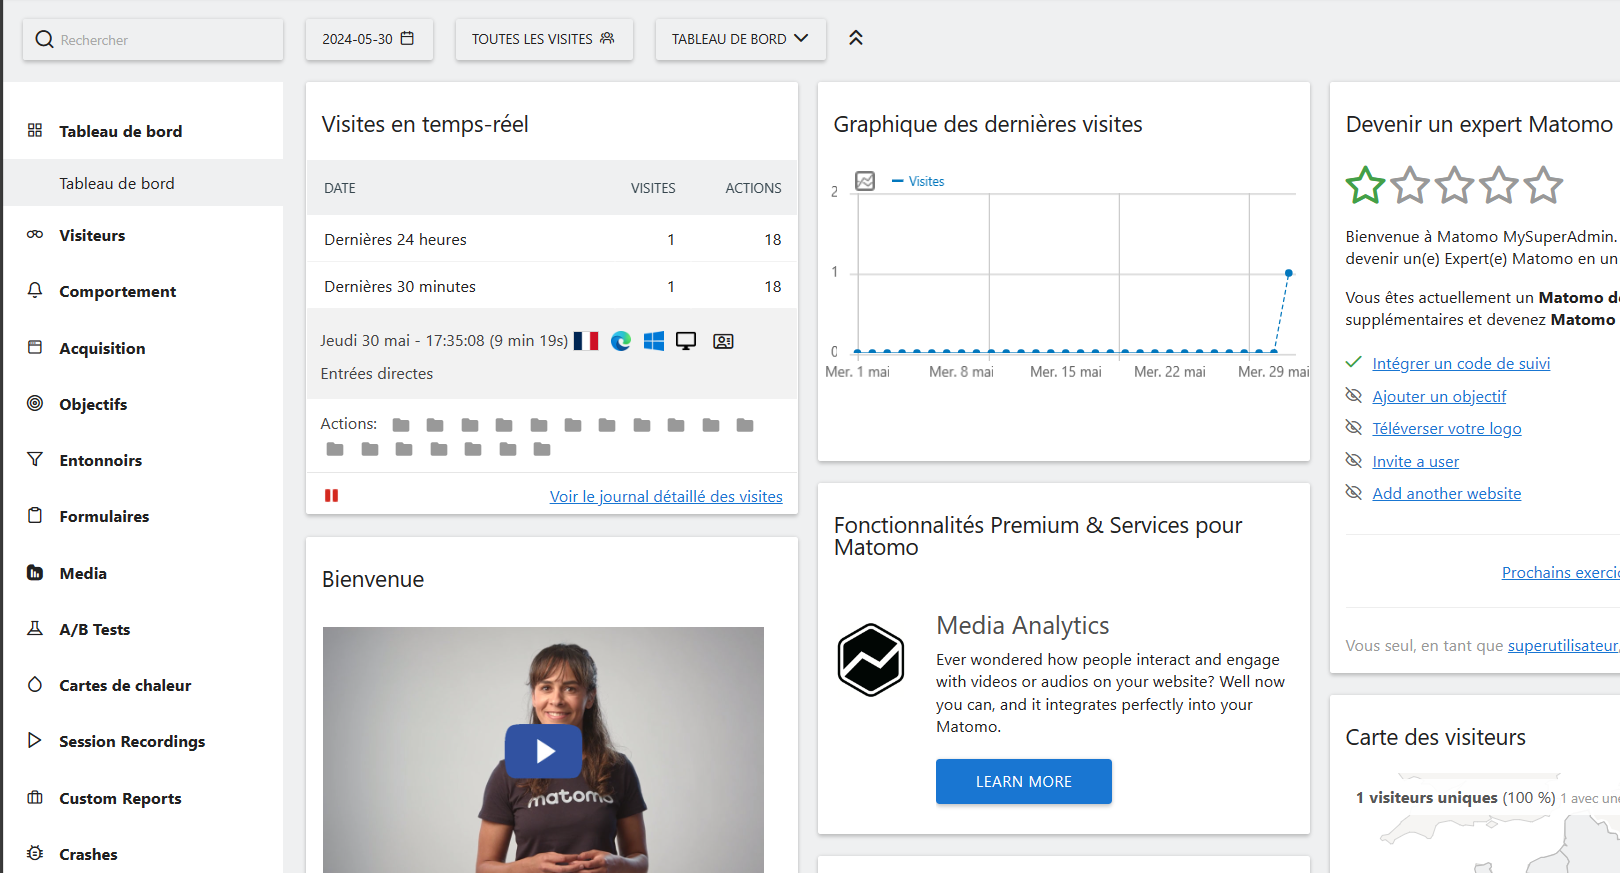 Rechercher
2024-05-30
TOUTES LES VISITES
TABLEAU DE BORD
Tableau de bord
Tableau de bord
Visiteurs
Comportement
Acquisition
Objectifs
Entonnoirs
Formulaires
Media
A/B Tests
Cartes de chaleur
Session Recordings
Custom Reports
Crashes
Visites en temps-réel
DATE VISITES ACTIONS
Dernières 24 heures 1 18
Dernières 30 minutes 1 18
Jeudi 30 mai - 17:35:08 (9 min 19s)
Entrées directes
Actions:
Voir le journal détaillé des visites
Bienvenue
matomo
Graphique des dernières visites
Visites
2
1
0
Mer. 1 mai Mer. 8 mai Mer. 15 mai Mer. 22 mai Mer. 29 mai
Fonctionnalités Premium & Services pour
Matomo
Media Analytics
Ever wondered how people interact and engage
with videos or audios on your website? Well now
you can, and it integrates perfectly into your
Matomo.
LEARN MORE
Devenir un expert Matomo
Bienvenue à Matomo MySuperAdmin.
devenir un(e) Expert(e) Matomo en un
Vous êtes actuellement un Matomo
supplémentaires et devenez Matomo
Intégrer un code de suivi
Ajouter un objectif
Téléverser votre logo
Invite a user
Add another website
Prochains
Vous seul, en tant que superutilisateur,
Carte des visiteurs
1 visiteurs uniques (100 %) 1 avec